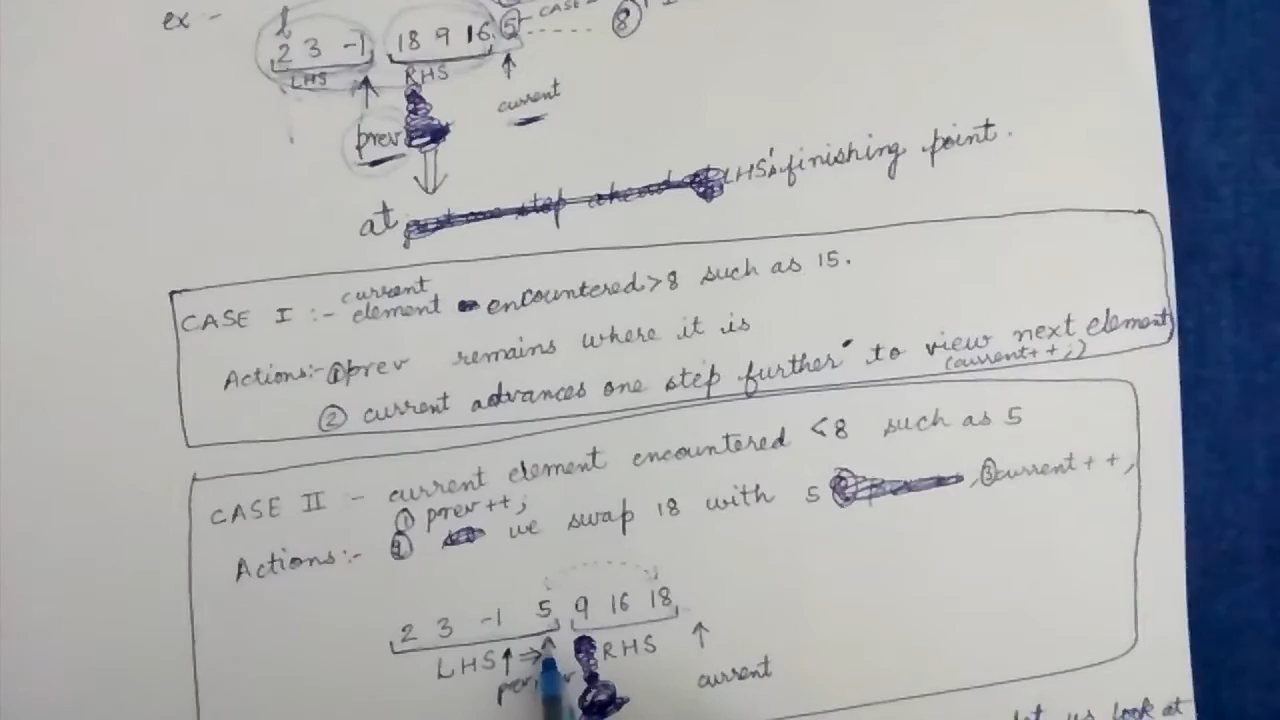 ex - l
2 3 -1 18 9 16 5 - CASE - ..... 8
LHS RHS
prev current
at LHS's finishing point.
CASE I :- current element encountered > 8 such as 15.
Actions:- ① prev remains where it is
② current advances one step further to view next element
(current++;)
CASE II - current element encountered < 8 such as 5
① prev++;
Actions:- ② we swap 18 with 5, ③ current++,
2 3 -1 5 9 16 18
LHS RHS
current
let us look at